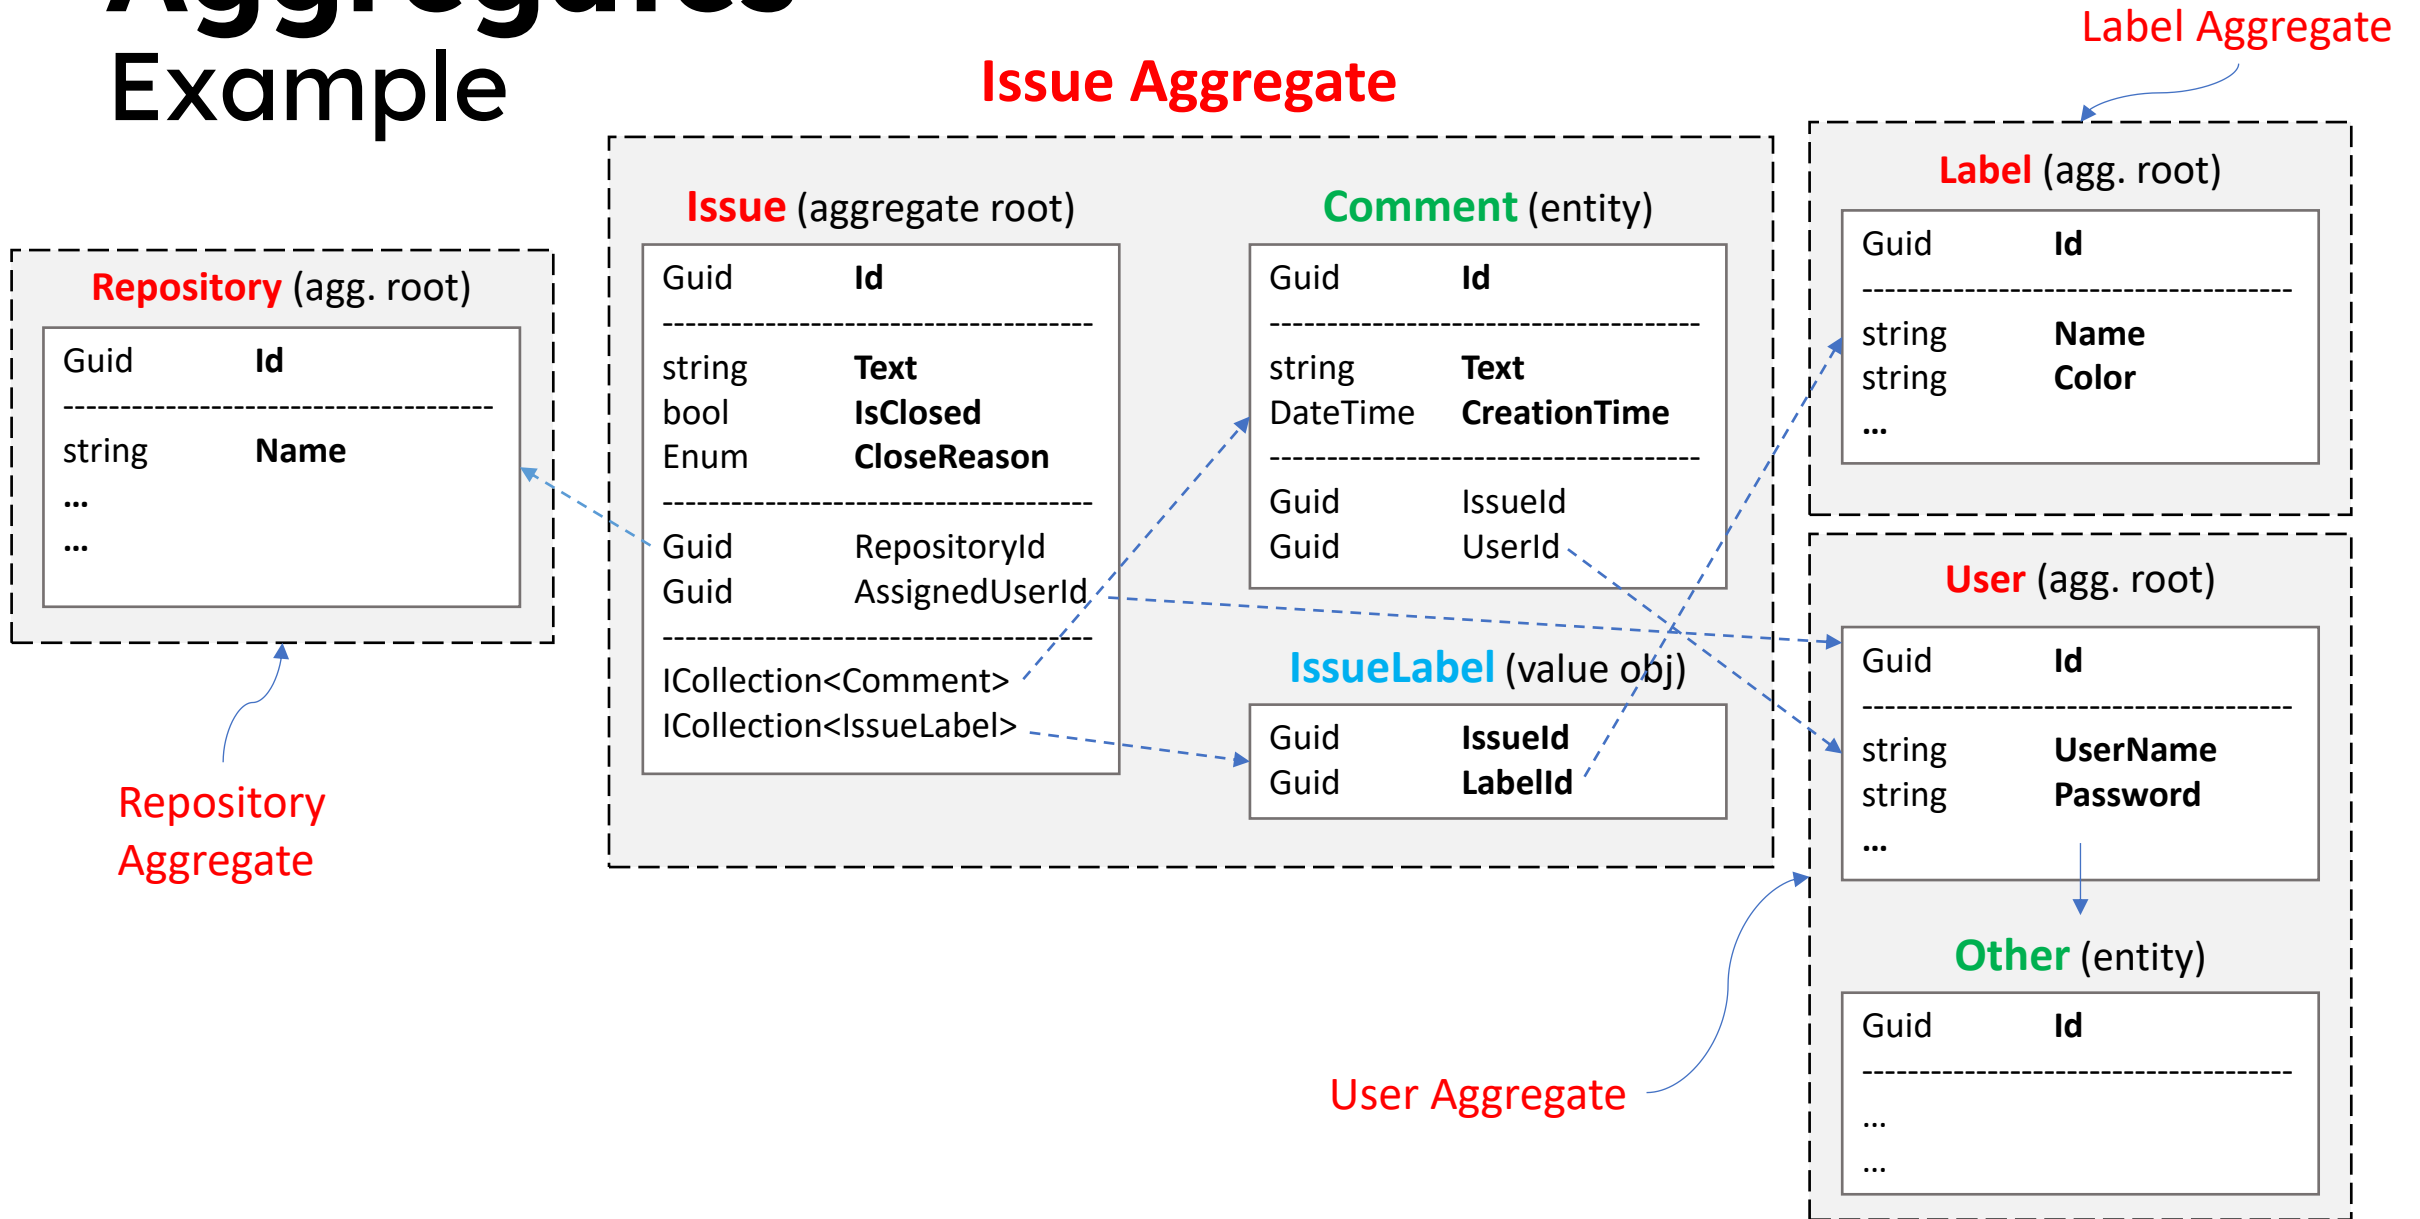 Aggregates
Example
Issue Aggregate
Label Aggregate
Repository (agg. root)
Guid Id
----------------------------------------
string Name
...
...
Repository
Aggregate
Issue (aggregate root)
Guid Id
----------------------------------------
string Text
bool IsClosed
Enum CloseReason
----------------------------------------
Guid RepositoryId
Guid AssignedUserId
----------------------------------------
ICollection<Comment>
ICollection<IssueLabel>
Comment (entity)
Guid Id
----------------------------------------
string Text
DateTime CreationTime
----------------------------------------
Guid IssueId
Guid UserId
IssueLabel (value obj)
Guid IssueId
Guid LabelId
Label (agg. root)
Guid Id
----------------------------------------
string Name
string Color
...
User (agg. root)
Guid Id
----------------------------------------
string UserName
string Password
...
Other (entity)
Guid Id
----------------------------------------
...
...
User Aggregate